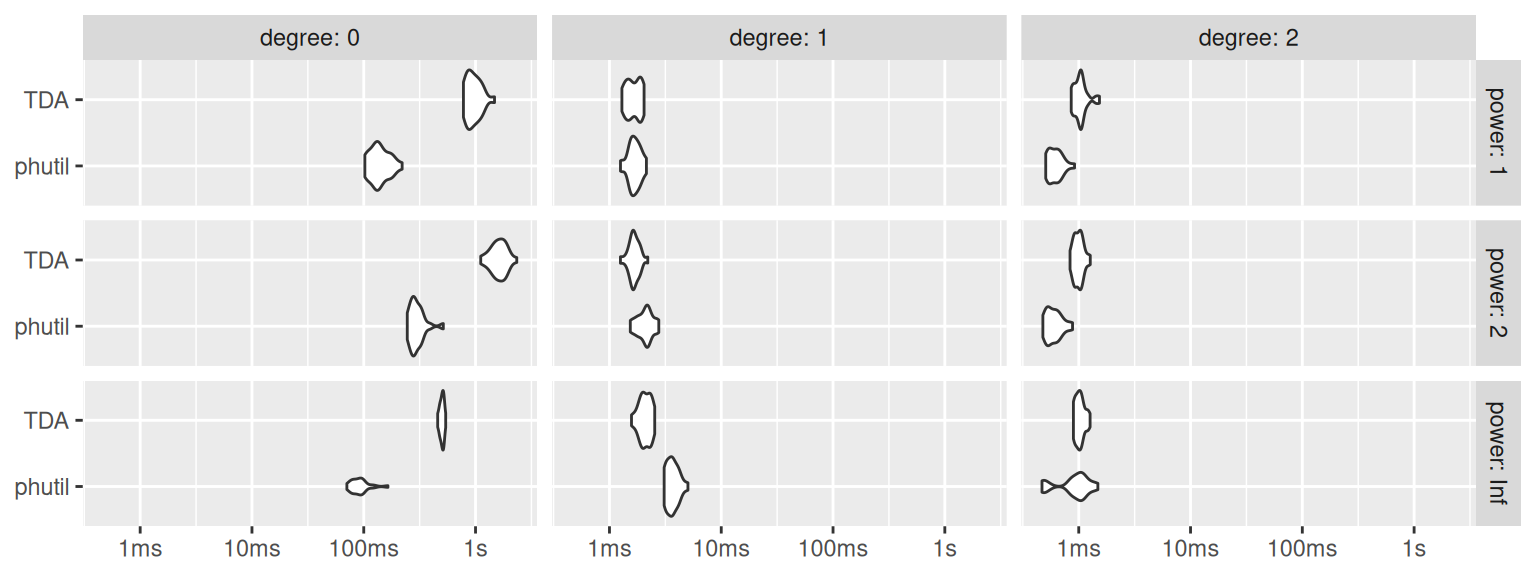 degree: 0 degree: 1 degree: 2
TDA
phutil
power: 1
TDA
phutil
power: 2
TDA
phutil
power: Inf
1ms 10ms 100ms 1s 1ms 10ms 100ms 1s 1ms 10ms 100ms 1s